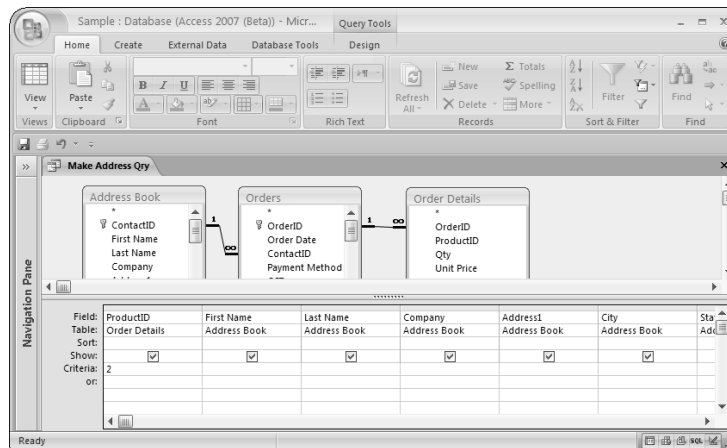 Sample : Database (Access 2007 (Beta)) - Micr...
Query Tools
Home Create External Data Database Tools Design
View
Views
Paste
Clipboard
B I U
Font
Rich Text
Refresh All
New
Save
Delete
Σ Totals
Spelling
More
Records
Filter
Sort & Filter
Find
Find
Make Address Qry
Navigation Pane
Address Book
*
ContactID
First Name
Last Name
Company
1
∞
Orders
*
OrderID
Order Date
ContactID
Payment Method
1
∞
Order Details
*
OrderID
ProductID
Qty
Unit Price
Field: ProductID First Name Last Name Company Address1 City
Table: Order Details Address Book Address Book Address Book Address Book Address Book
Sort:
Show:
Criteria: 2
or:
Ready
SQL